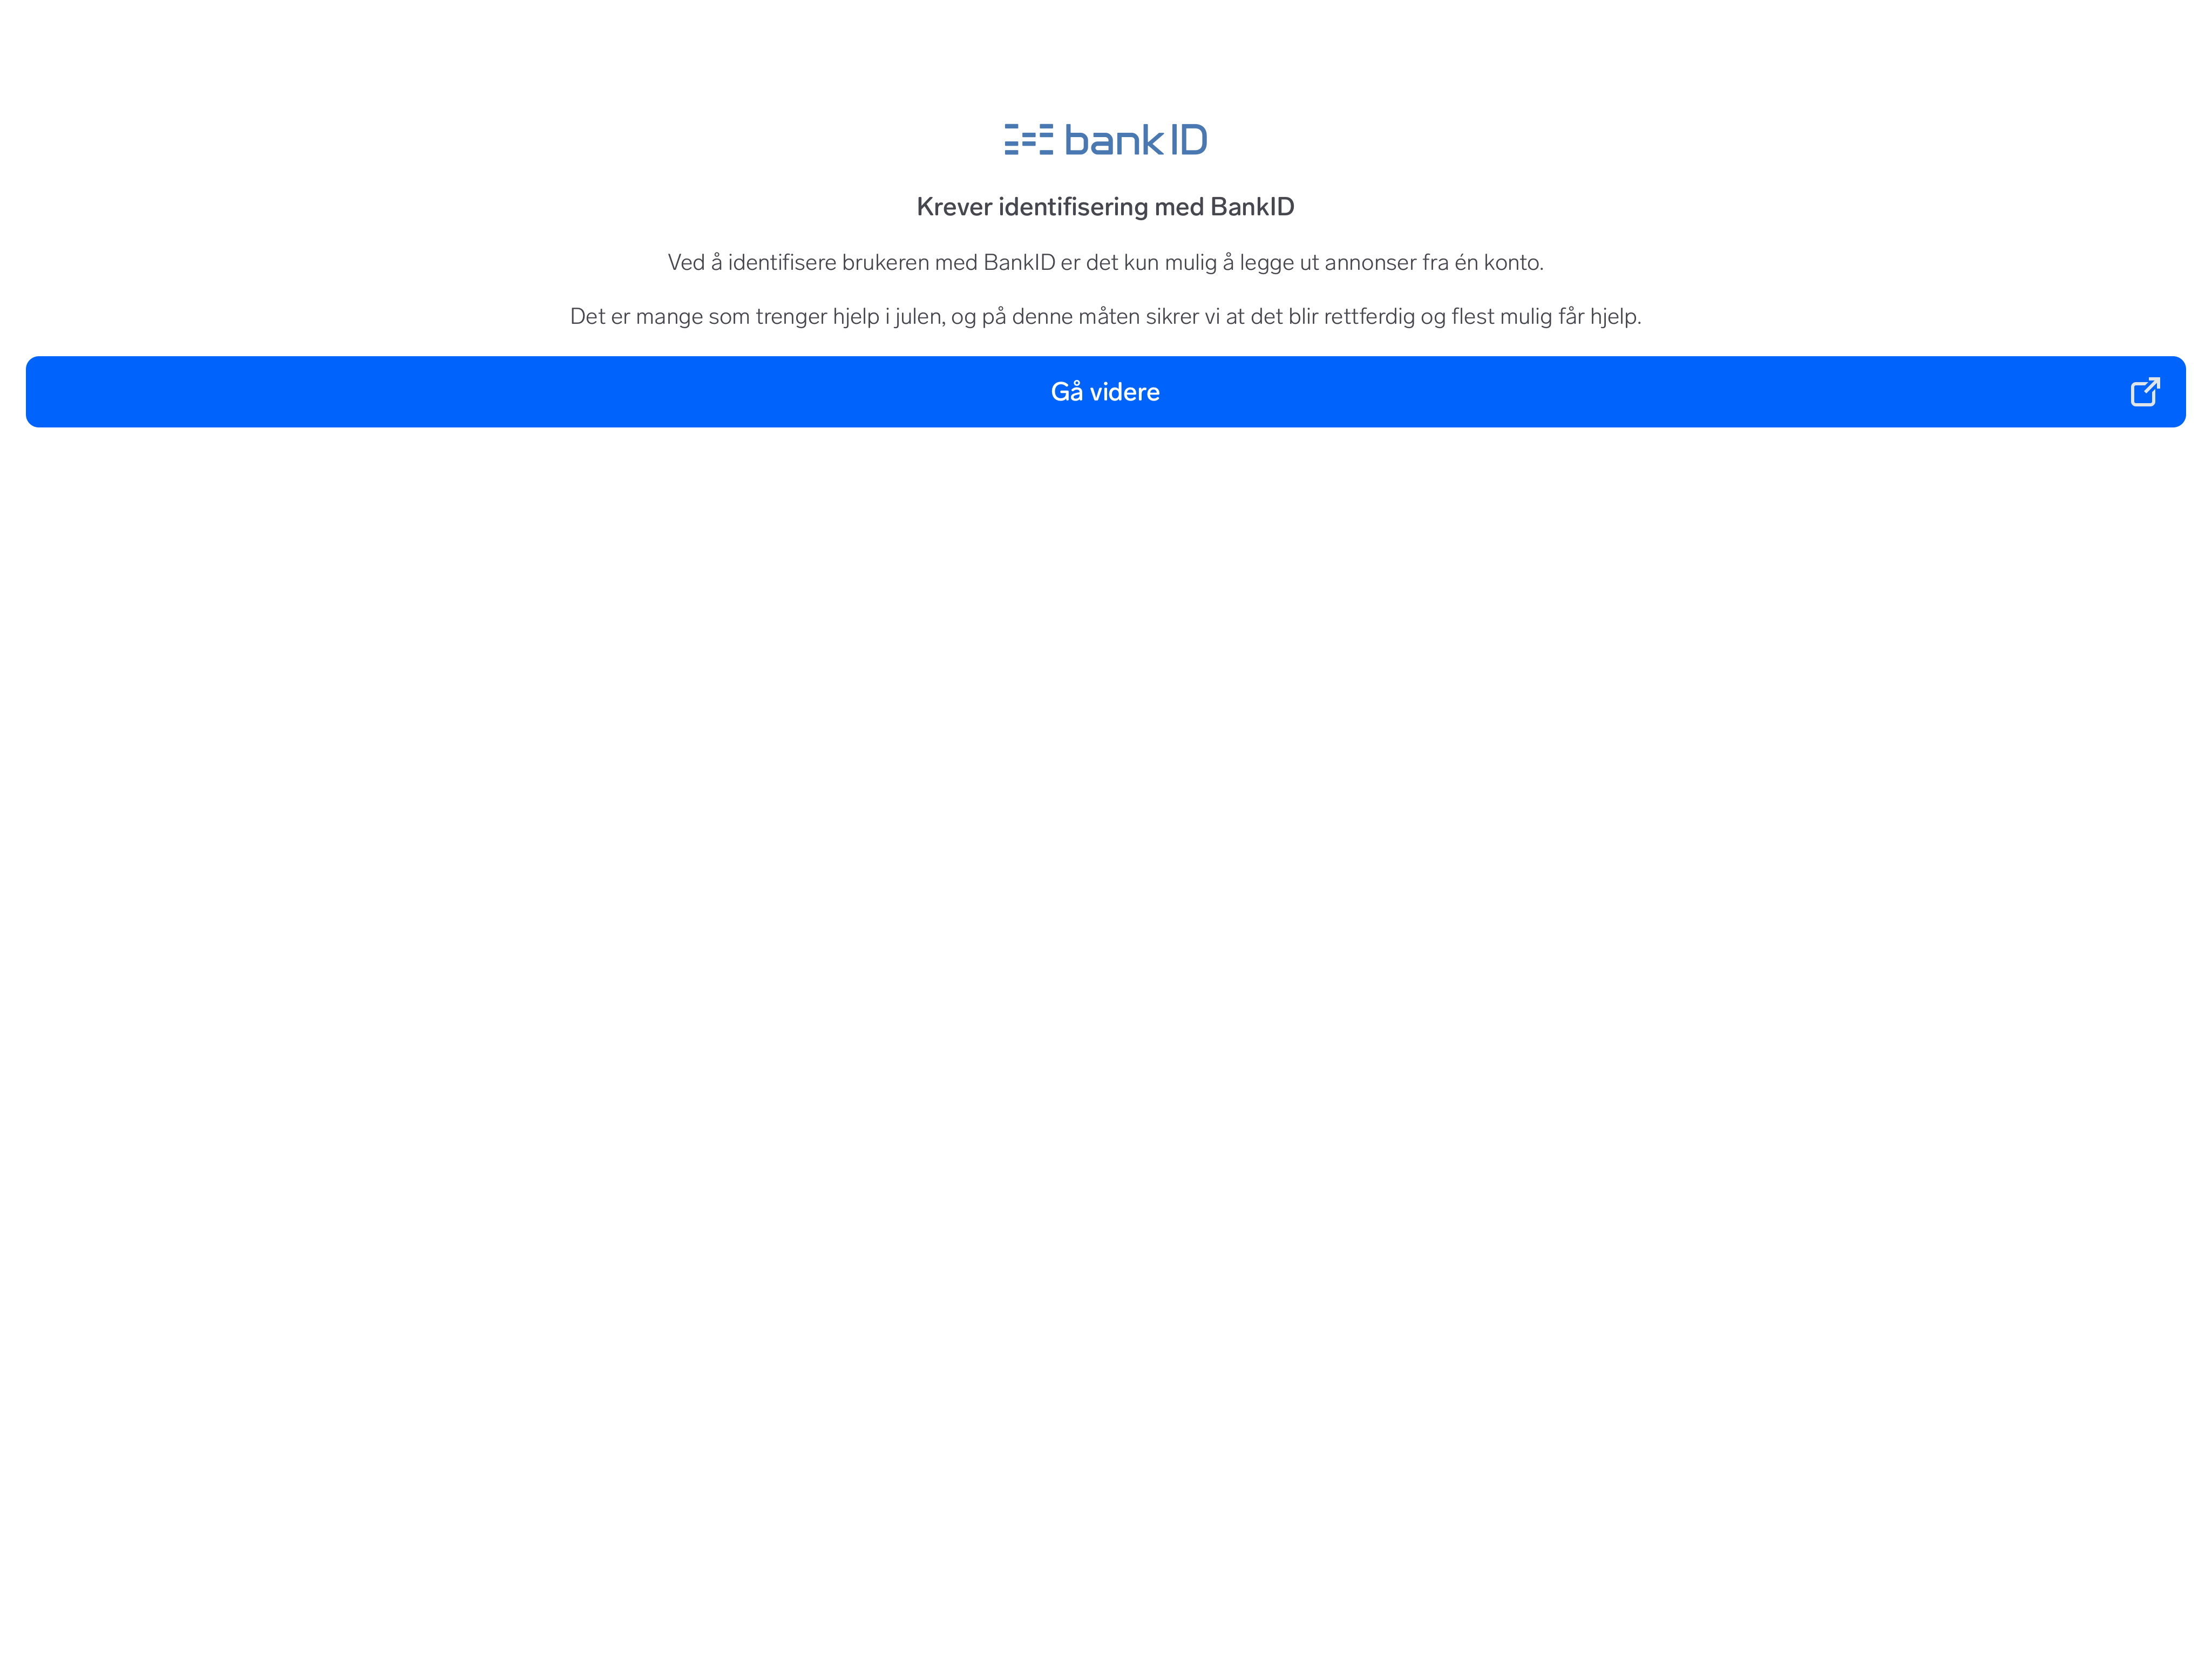 bankID
Krever identifisering med BankID
Ved å identifisere brukeren med BankID er det kun mulig å legge ut annonser fra én konto.
Det er mange som trenger hjelp i julen, og på denne måten sikrer vi at det blir rettferdig og flest mulig får hjelp.
Gå videre